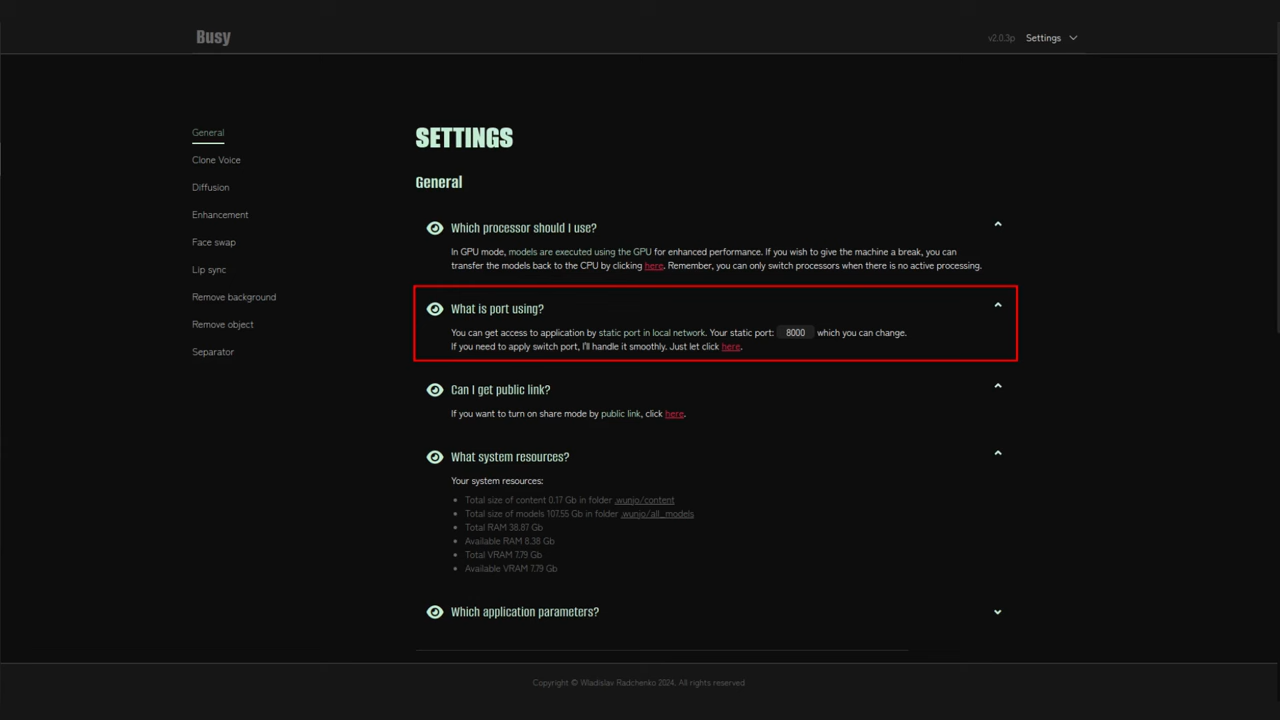 Busy
v2.0.3p Settings
General
Clone Voice
Diffusion
Enhancement
Face swap
Lip sync
Remove background
Remove object
Separator
SETTINGS
General
Which processor should I use?
In GPU mode, models are executed using the GPU for enhanced performance. If you wish to give the machine a break, you can
transfer the models back to the CPU by clicking here. Remember, you can only switch processors when there is no active processing.
What is port using?
You can get access to application by static port in local network. Your static port: 8000 which you can change.
If you need to apply switch port, I'll handle it smoothly. Just let click here.
Can I get public link?
If you want to turn on share mode by public link, click here.
What system resources?
Your system resources:
Total size of content 0.17 Gb in folder .wunjo/content
Total size of models 107.55 Gb in folder .wunjo/all_models
Total RAM 38.87 Gb
Available RAM 8.38 Gb
Total VRAM 7.79 Gb
Available VRAM 7.79 Gb
Which application parameters?
Copyright © Wladislav Radchenko 2024. All rights reserved